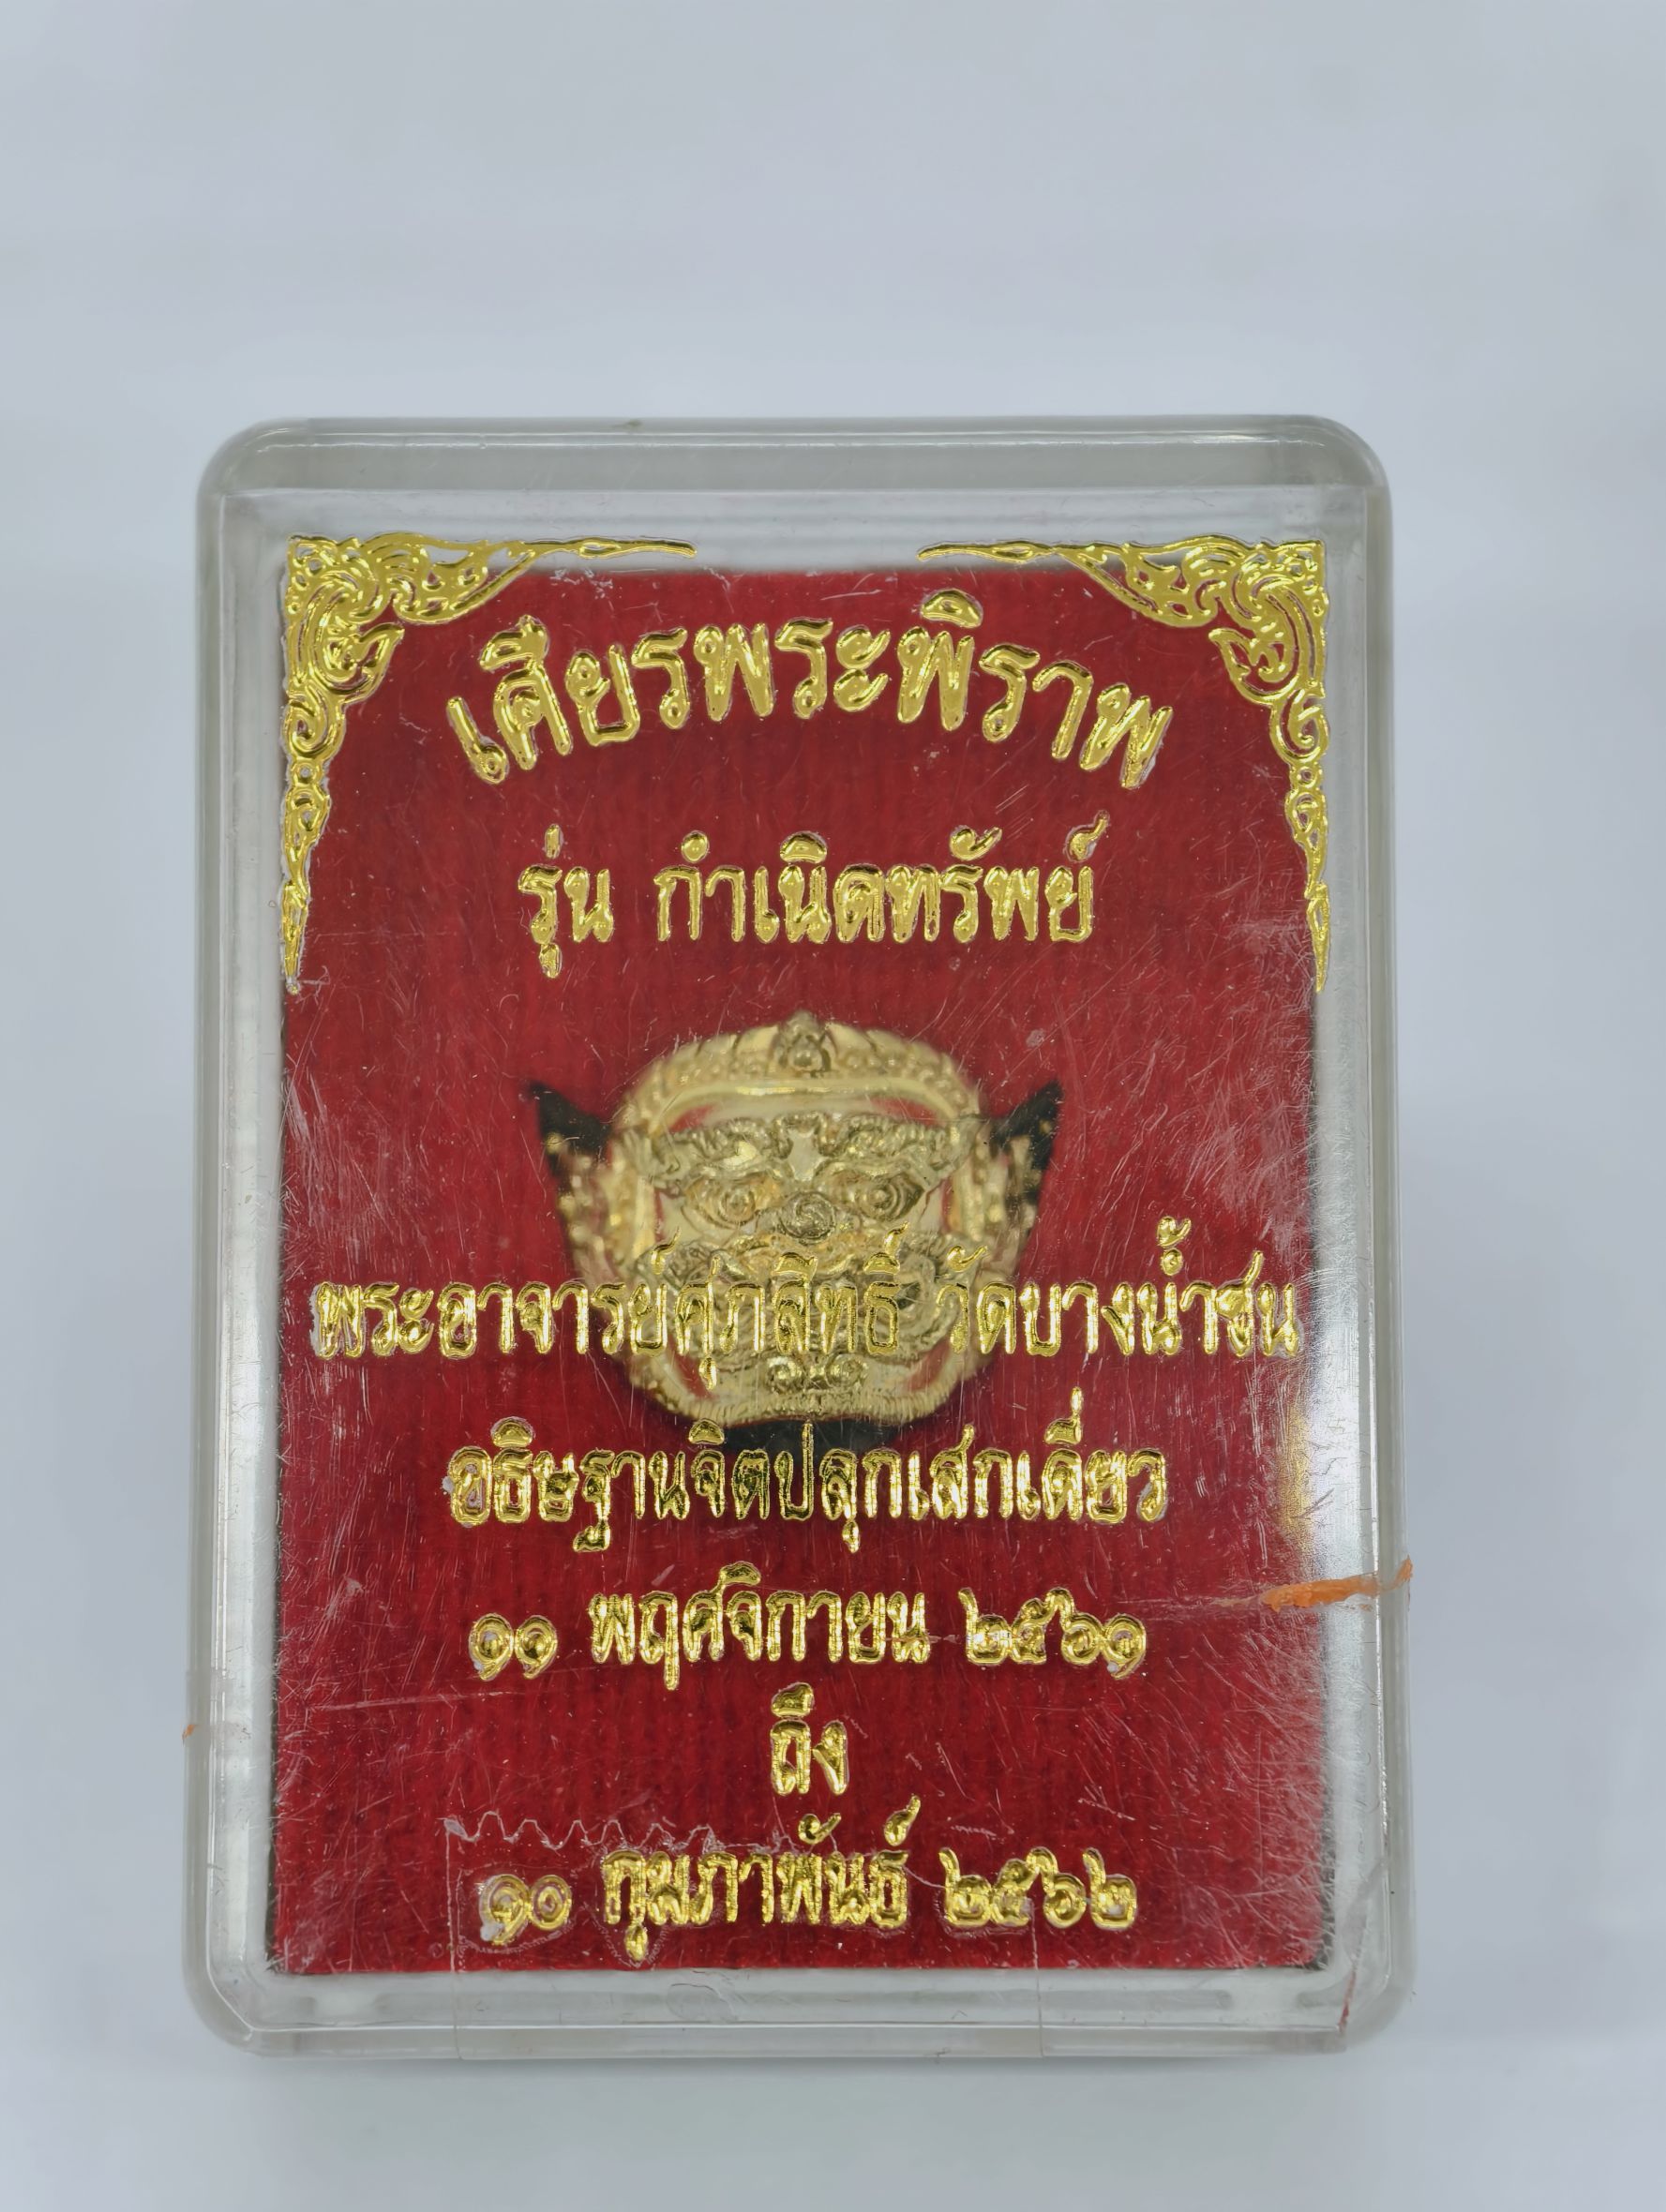 เศียรพระพิราพ
รุ่น กำเนิดทรัพย์
พระอาจารย์ศุภสิทธิ์ วัดบางน้ำชน
อธิษฐานจิตปลุกเสกเดี่ยว
๑๑ พฤศจิกายน ๒๕๖๑
ถึง
๑๐ กุมภาพันธ์ ๒๕๖๒